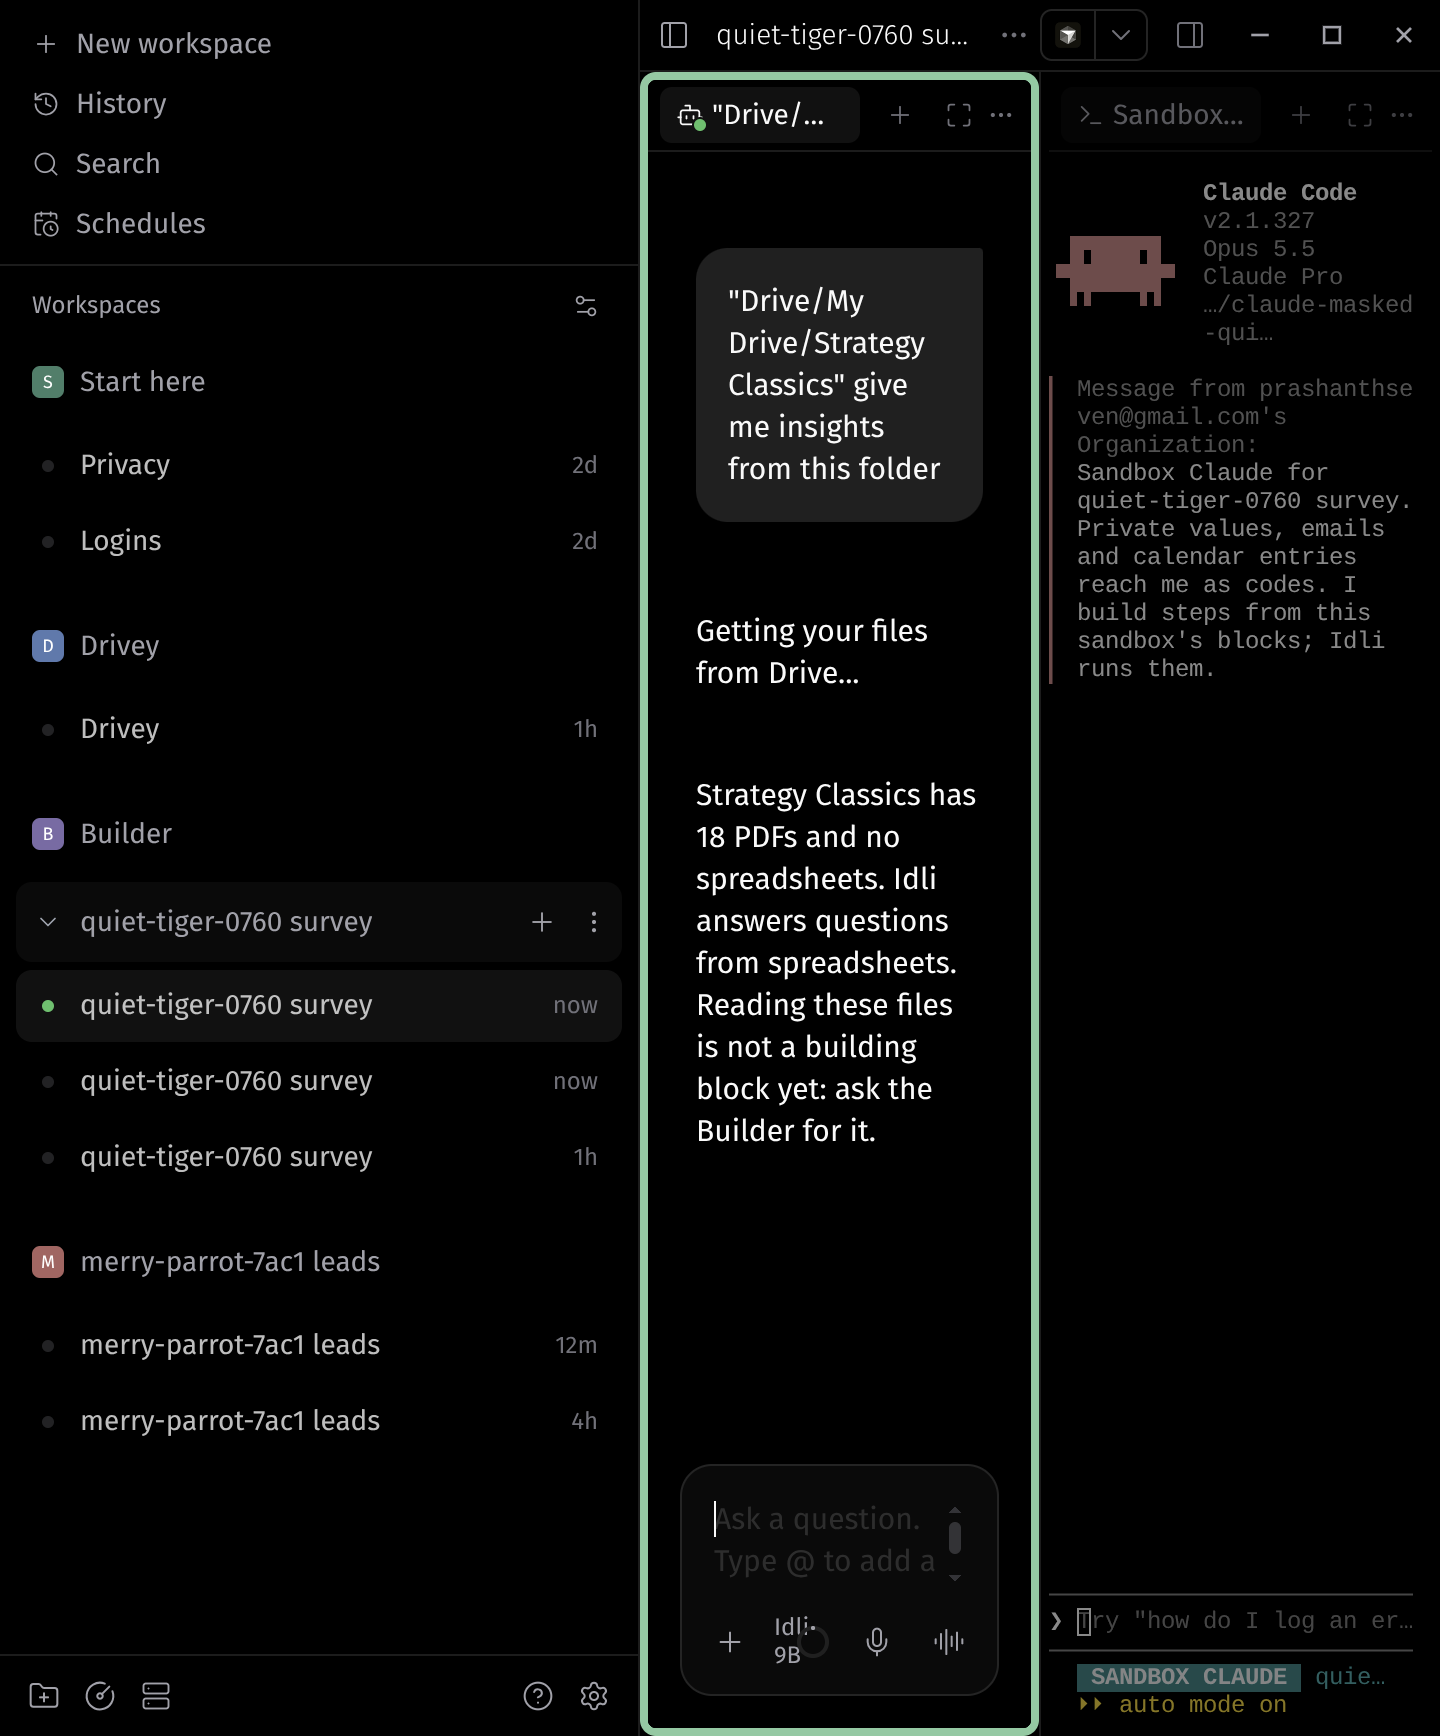 New workspace
History
Search
Schedules
Workspaces
S Start here
Privacy 2d
Logins 2d
D Drivey
Drivey 1h
B Builder
quiet-tiger-0760 survey
quiet-tiger-0760 survey now
quiet-tiger-0760 survey now
quiet-tiger-0760 survey 1h
M merry-parrot-7ac1 leads
merry-parrot-7ac1 leads 12m
merry-parrot-7ac1 leads 4h
quiet-tiger-0760 su...
"Drive/...
"Drive/My
Drive/Strategy
Classics" give
me insights
from this folder
Getting your files
from Drive...
Strategy Classics has
18 PDFs and no
spreadsheets. Idli
answers questions
from spreadsheets.
Reading these files
is not a building
block yet: ask the
Builder for it.
Ask a question.
Type @ to add a
Idli·
9B
Sandbox...
Claude Code
v2.1.327
Opus 5.5
Claude Pro
…/claude-masked
-qui…
Message from prashanthse
ven@gmail.com's
Organization:
Sandbox Claude for
quiet-tiger-0760 survey.
Private values, emails
and calendar entries
reach me as codes. I
build steps from this
sandbox's blocks; Idli
runs them.
❯ Try "how do I log an er…
SANDBOX CLAUDE quie…
⏵⏵ auto mode on